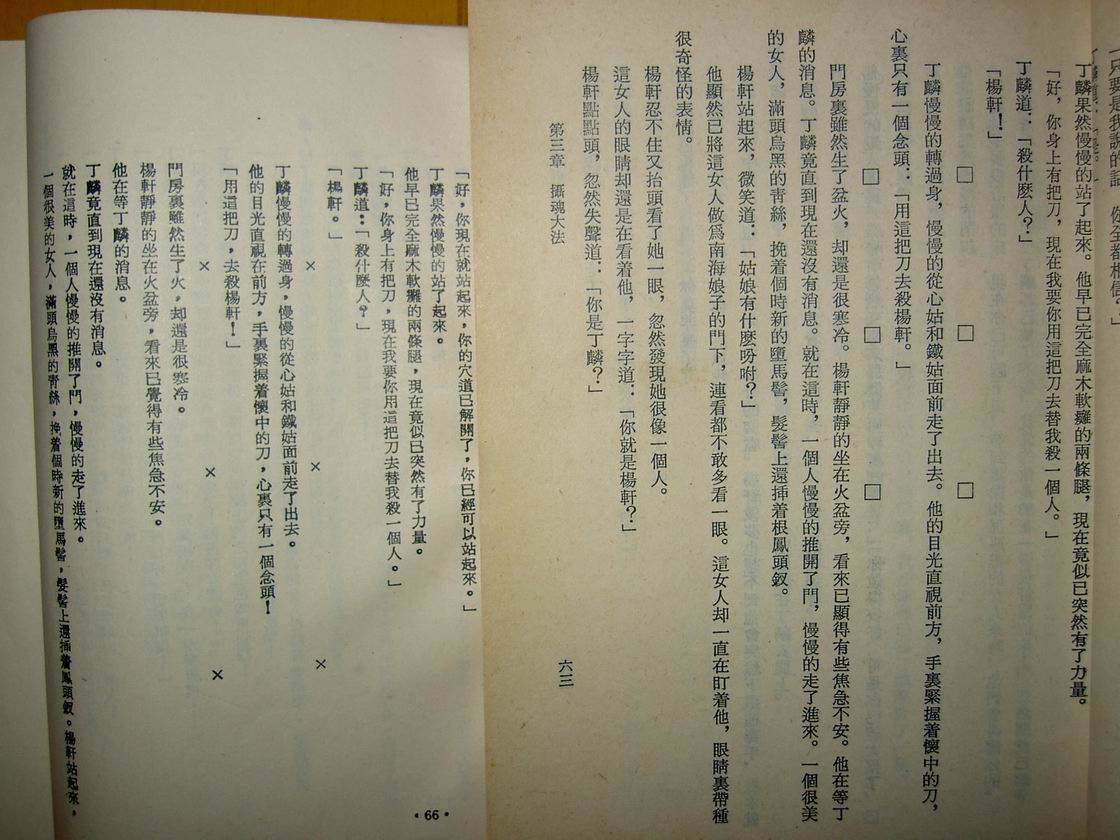 丁麟果然慢慢的站了起來。他早已完全麻木軟癱的兩條腿，現在竟似已突然有了力量。
「好，你身上有把刀，現在我要你用這把刀去替我殺一個人。」
丁麟道：「殺什麽人？」
「楊軒！」
□ □ □
丁麟慢慢的轉過身，慢慢的從心姑和鐵姑面前走了出去。他的目光直視前方，手裏緊握着懷中的刀，
心裏只有一個念頭：「用這把刀去殺楊軒。」
□ □ □
門房裏雖然生了盆火，却還是很寒冷。楊軒靜靜的坐在火盆旁，看來已顯得有些焦急不安。他在等丁
麟的消息。丁麟竟直到現在還沒有消息。就在這時，一個人慢慢的推開了門，慢慢的走了進來。一個很美
的女人，滿頭烏黑的靑絲，挽着個時新的墮馬髻，髮髻上還揷着根鳳頭釵。
楊軒站起來，微笑道：「姑娘有什麽吩咐？」
他顯然已將這女人做爲南海娘子的門下，連看都不敢多看一眼。這女人却一直在盯着他，眼睛裏帶種
很奇怪的表情。
楊軒忍不住又抬頭看了她一眼，忽然發現她很像一個人。
這女人的眼睛却還是在看着他，一字字道：「你就是楊軒？」
楊軒點點頭，忽然失聲道：「你是丁麟？」
第三章 攝魂大法
六三
「好，你現在就站起來，你的穴道已解開了，你已經可以站起來。」
丁麟果然慢慢的站了起來。
他早已完全麻木軟癱的兩條腿，現在竟似已突然有了力量。
「好，你身上有把刀，現在我要你用這把刀去替我殺一個人。」
丁麟道：「殺什麽人？」
「楊軒。」
× × ×
丁麟慢慢的轉過身，慢慢的從心姑和鐵姑面前走了出去。
他的目光直視在前方，手裏緊握着懷中的刀，心裏只有一個念頭！
「用這把刀，去殺楊軒！」
× × ×
門房裏雖然生了火，却還是很寒冷。
楊軒靜靜的坐在火盆旁，看來已覺得有些焦急不安。
他在等丁麟的消息。
丁麟竟直到現在還沒有消息。
就在這時，一個人慢慢的推開了門，慢慢的走了進來。
一個很美的女人，滿頭烏黑的靑絲，挽着個時新的墮馬髻，髮髻上還插着鳳頭釵。楊軒站起來，
•66•